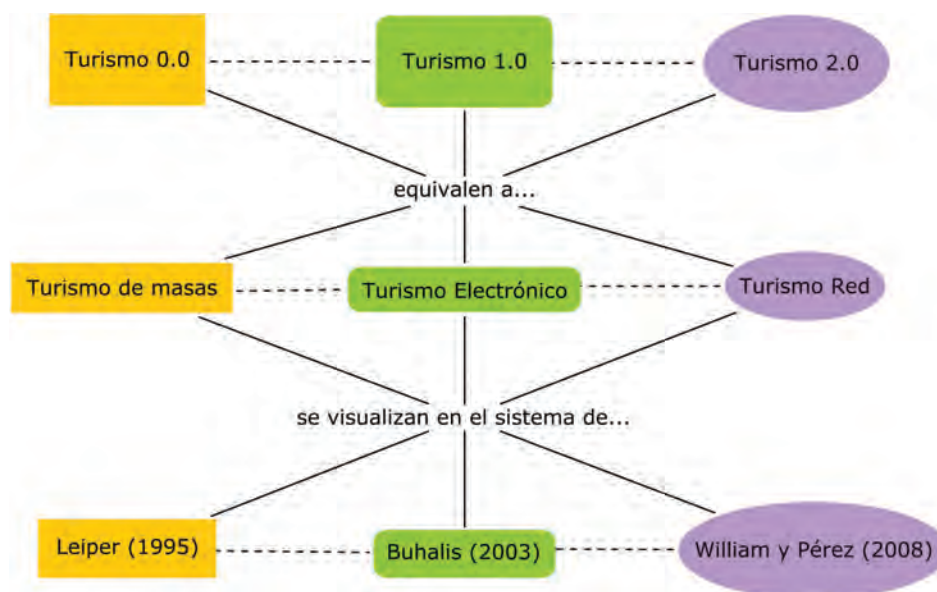 Turismo 0.0
Turismo 1.0
Turismo 2.0
equivalen a...
Turismo de masas
Turismo Electrónico
Turismo Red
se visualizan en el sistema de...
Leiper (1995)
Buhalis (2003)
William y Pérez (2008)